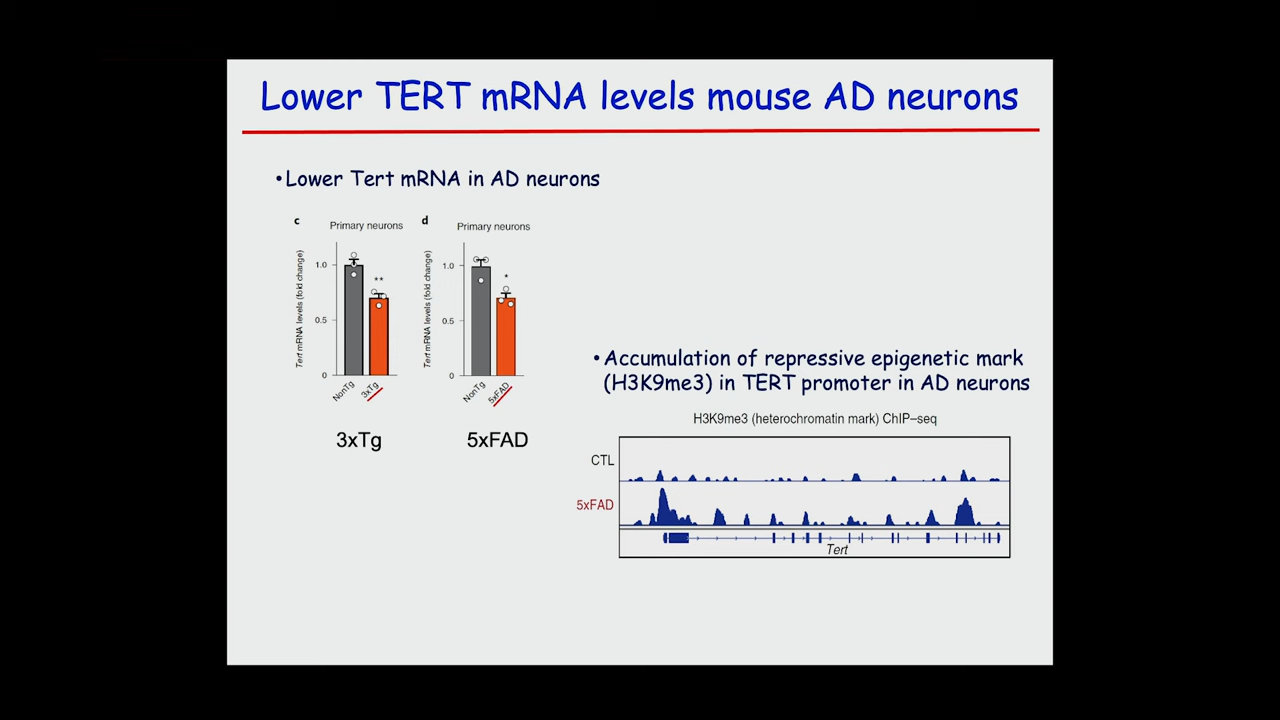 Lower TERT mRNA levels mouse AD neurons
•Lower Tert mRNA in AD neurons
c
Primary neurons
Tert mRNA levels (fold change)
1.0
0.5
0
**
NonTg
3xTg
3xTg
d
Primary neurons
Tert mRNA levels (fold change)
1.0
0.5
0
*
NonTg
5xFAD
5xFAD
•Accumulation of repressive epigenetic mark
(H3K9me3) in TERT promoter in AD neurons
H3K9me3 (heterochromatin mark) ChIP–seq
CTL
5xFAD
Tert